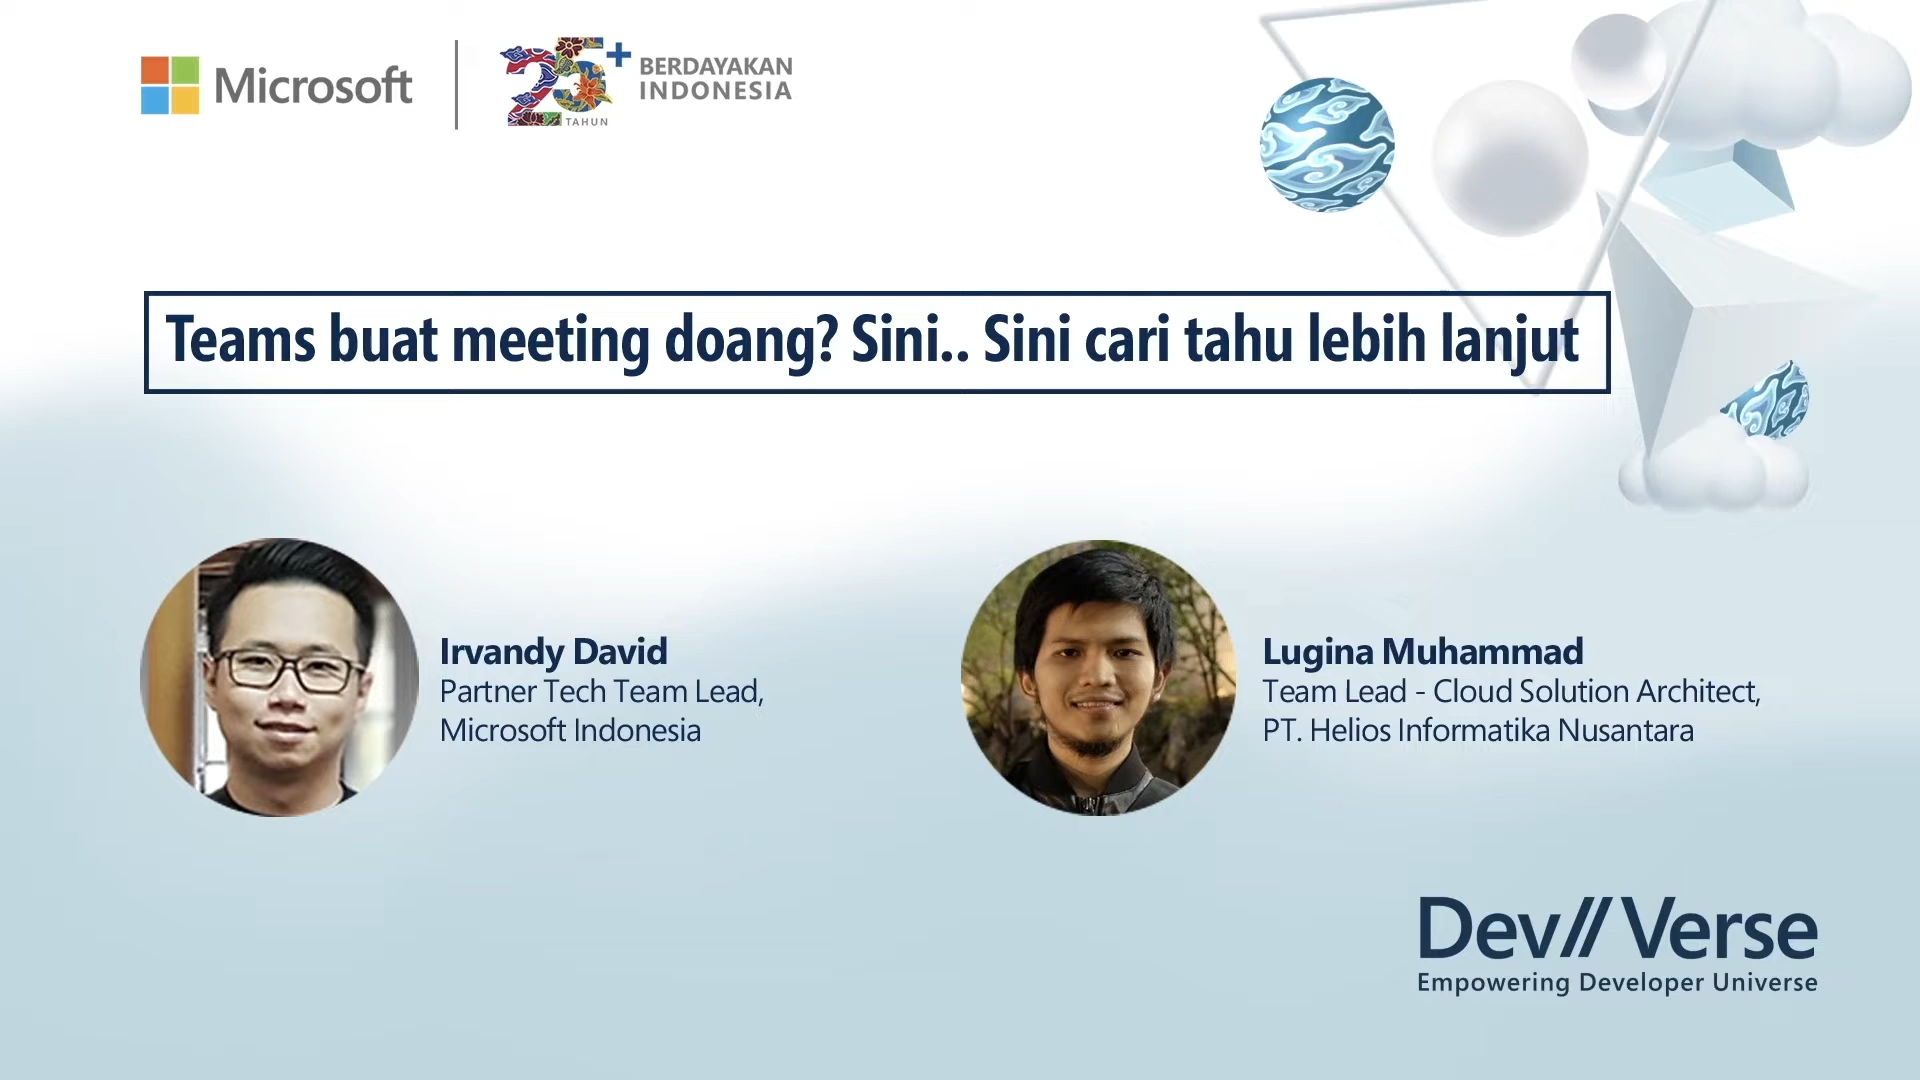 Microsoft
25+
TAHUN
BERDAYAKAN
INDONESIA
Teams buat meeting doang? Sini.. Sini cari tahu lebih lanjut
Irvandy David
Partner Tech Team Lead,
Microsoft Indonesia
Lugina Muhammad
Team Lead - Cloud Solution Architect,
PT. Helios Informatika Nusantara
Dev//Verse
Empowering Developer Universe